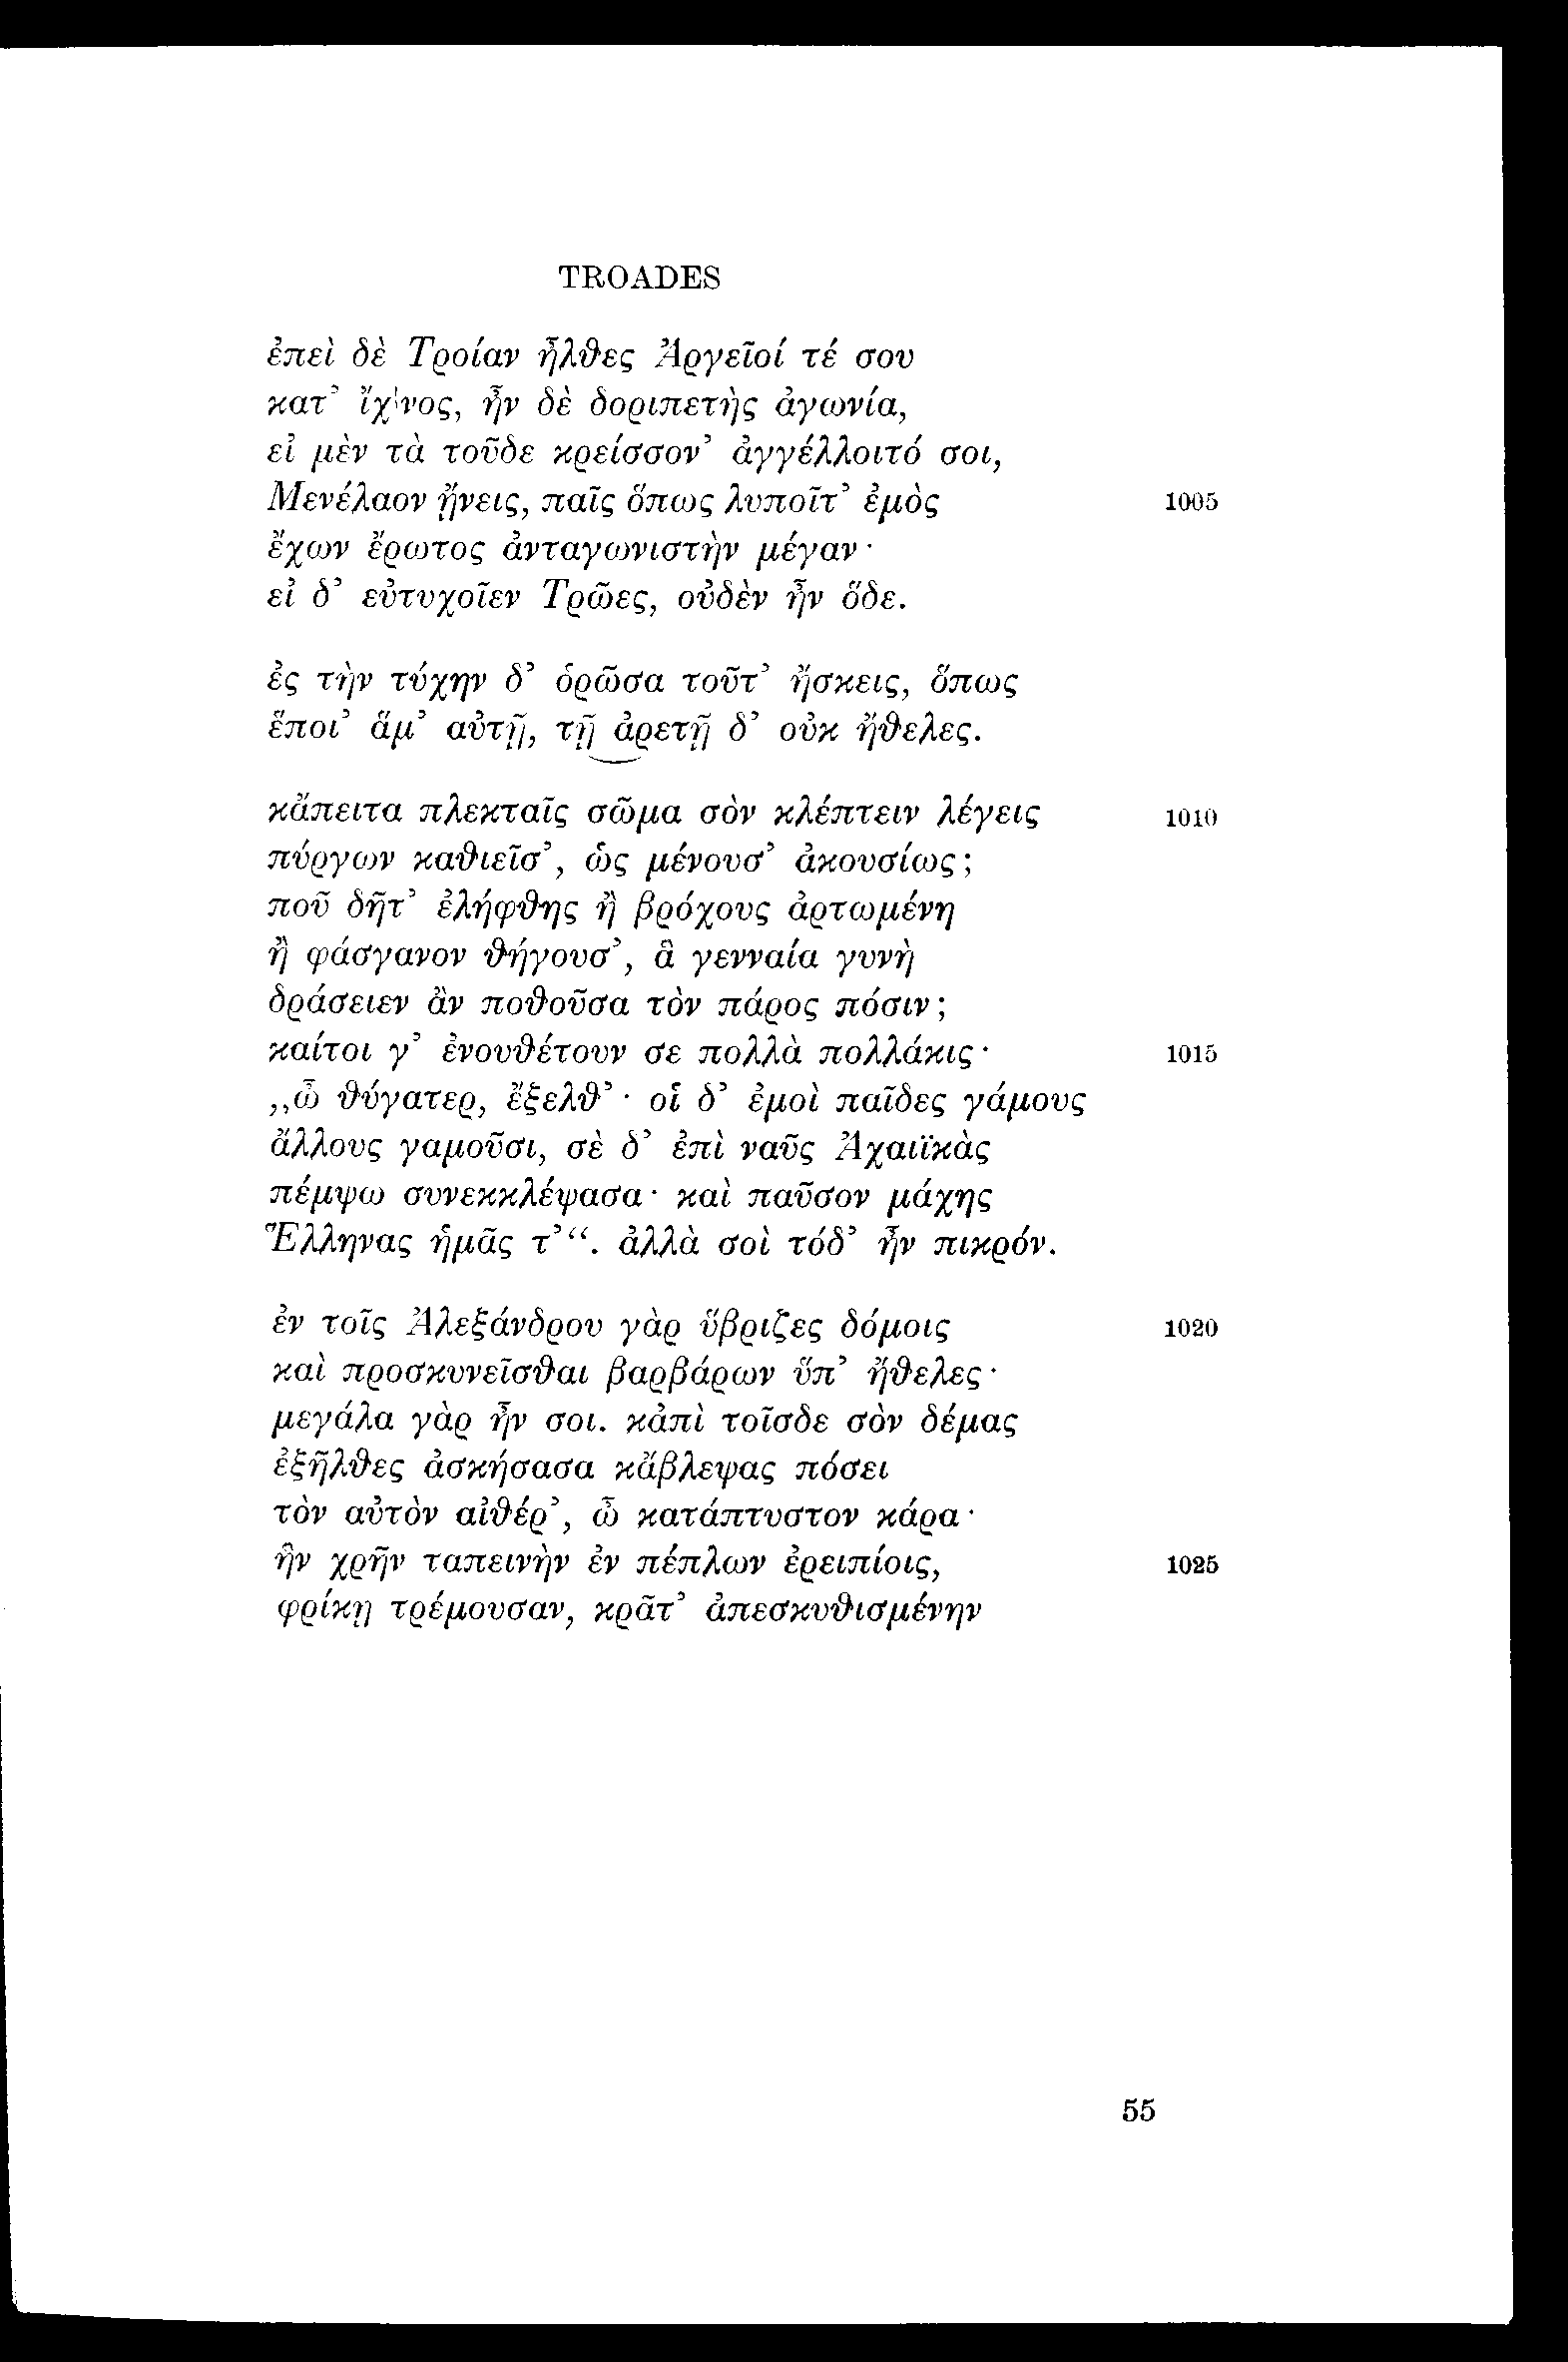 TROADES
ἐπεὶ δὲ Τροίαν ἦλθες Ἀργεῖοί τέ σου
κατ’ ἴχνος, ἦν δὲ δοριπετὴς ἀγωνία,
εἰ μὲν τὰ τοῦδε κρείσσον’ ἀγγέλλοιτό σοι,
Μενέλαον ᾔνεις, παῖς ὅπως λυποῖτ’ ἐμὸς 1005
ἔχων ἔρωτος ἀνταγωνιστὴν μέγαν·
εἰ δ’ εὐτυχοῖεν Τρῶες, οὐδὲν ἦν ὅδε.
ἐς τὴν τύχην δ’ ὁρῶσα τοῦτ’ ἤσκεις, ὅπως
ἕποι’ ἅμ’ αὐτῇ, τῇ ἀρετῇ δ’ οὐκ ἤθελες.
κἄπειτα πλεκταῖς σῶμα σὸν κλέπτειν λέγεις 1010
πύργων καθιεῖσ’, ὡς μένουσ’ ἀκουσίως;
ποῦ δῆτ’ ἐλήφθης ἢ βρόχους ἀρτωμένη
ἢ φάσγανον θήγουσ’, ἃ γενναία γυνὴ
δράσειεν ἂν ποθοῦσα τὸν πάρος πόσιν;
καίτοι γ’ ἐνουθέτουν σε πολλὰ πολλάκις· 1015
„ὦ θύγατερ, ἔξελθ’· οἱ δ’ ἐμοὶ παῖδες γάμους
ἄλλους γαμοῦσι, σὲ δ’ ἐπὶ ναῦς Ἀχαιϊκὰς
πέμψω συνεκκλέψασα· καὶ παῦσον μάχης
Ἕλληνας ἡμᾶς τ’“. ἀλλὰ σοὶ τόδ’ ἦν πικρόν.
ἐν τοῖς Ἀλεξάνδρου γὰρ ὕβριζες δόμοις 1020
καὶ προσκυνεῖσθαι βαρβάρων ὕπ’ ἤθελες·
μεγάλα γὰρ ἦν σοι. κἀπὶ τοῖσδε σὸν δέμας
ἐξῆλθες ἀσκήσασα κἄβλεψας πόσει
τὸν αὐτὸν αἰθέρ’, ὦ κατάπτυστον κάρα·
ἣν χρῆν ταπεινὴν ἐν πέπλων ἐρειπίοις, 1025
φρίκῃ τρέμουσαν, κρᾶτ’ ἀπεσκυθισμένην
55